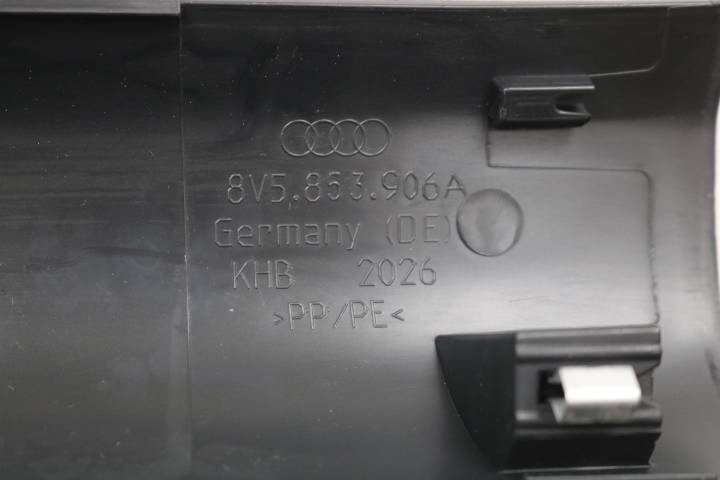 8V5.853.906A
Germany (DE)
KHB 2026
>PP/PE<